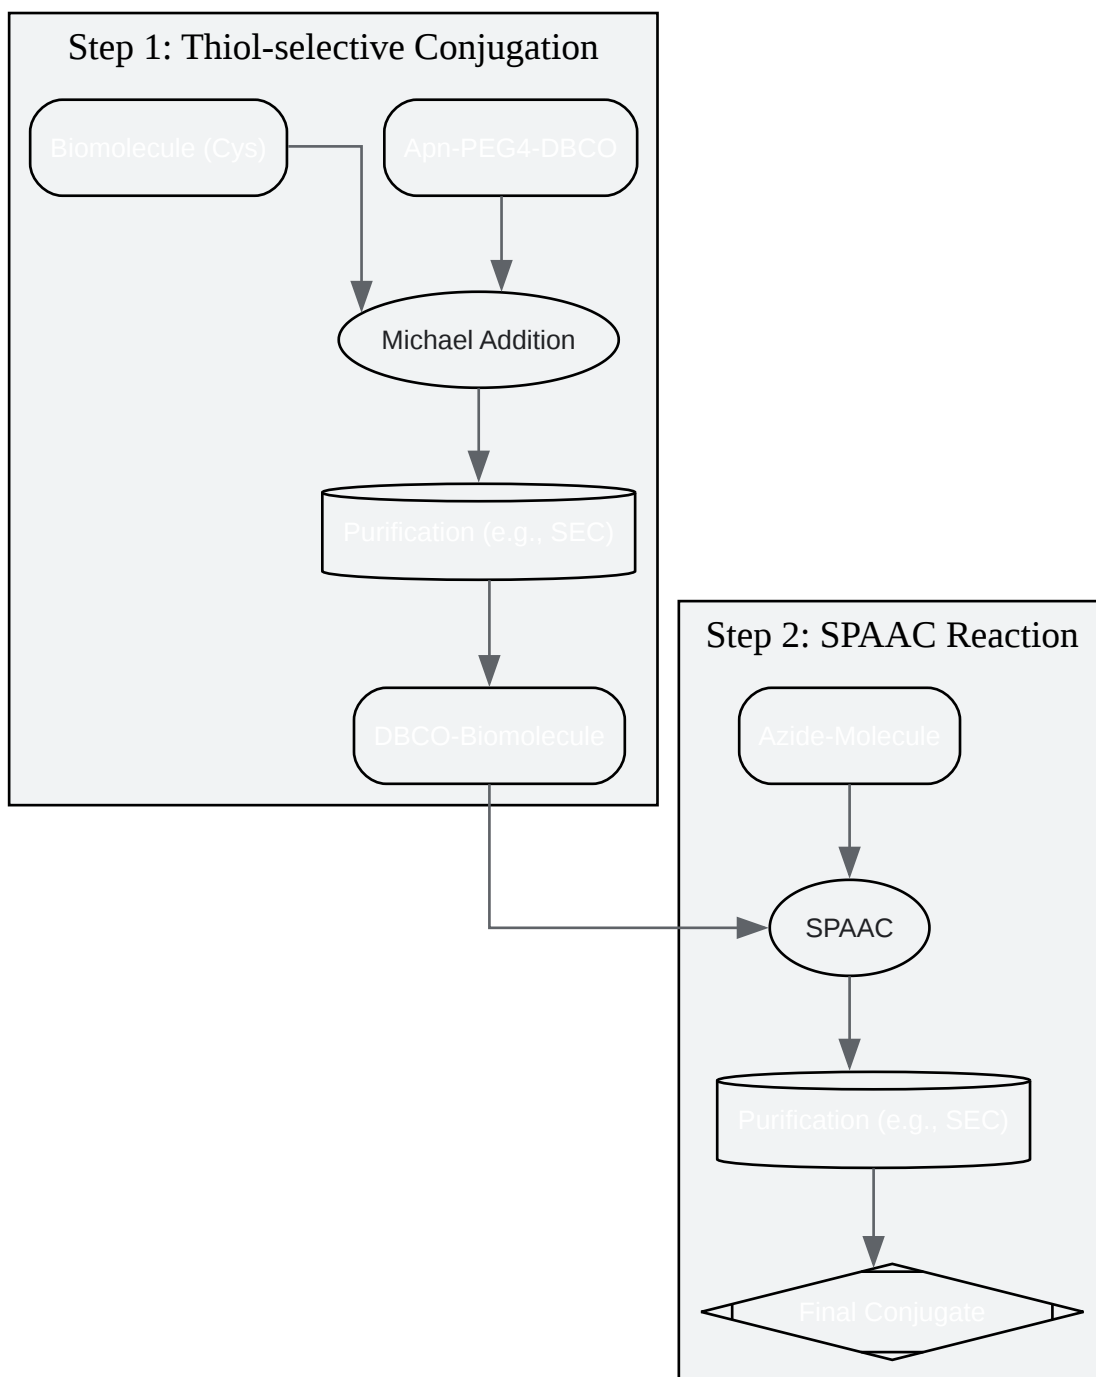 Step 1: Thiol-selective Conjugation
Biomolecule (Cys)
Apn-PEG4-DBCO
Michael Addition
Purification (e.g., SEC)
DBCO-Biomolecule
Step 2: SPAAC Reaction
Azide-Molecule
SPAAC
Purification (e.g., SEC)
Final Conjugate